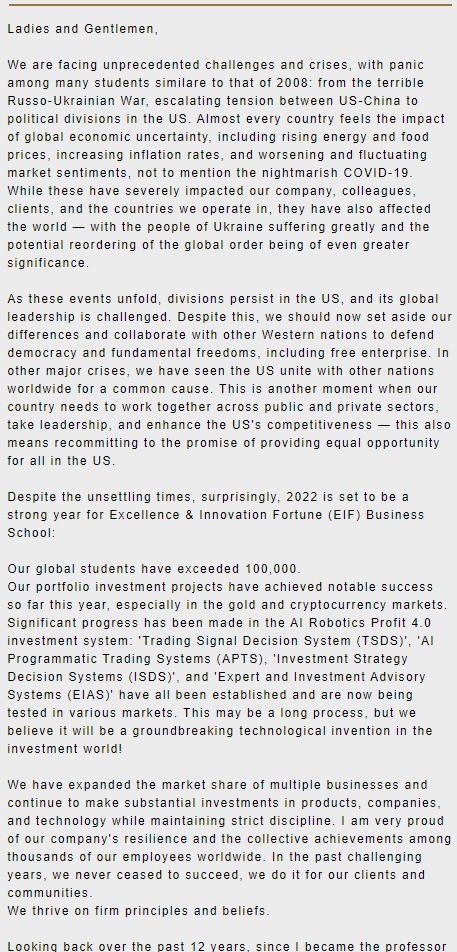 Ladies and Gentlemen,
We are facing unprecedented challenges and crises, with panic
among many students similare to that of 2008: from the terrible
Russo-Ukrainian War, escalating tension between US-China to
political divisions in the US. Almost every country feels the impact
of global economic uncertainty, including rising energy and food
prices, increasing inflation rates, and worsening and fluctuating
market sentiments, not to mention the nightmarish COVID-19.
While these have severely impacted our company, colleagues,
clients, and the countries we operate in, they have also affected
the world — with the people of Ukraine suffering greatly and the
potential reordering of the global order being of even greater
significance.
As these events unfold, divisions persist in the US, and its global
leadership is challenged. Despite this, we should now set aside our
differences and collaborate with other Western nations to defend
democracy and fundamental freedoms, including free enterprise. In
other major crises, we have seen the US unite with other nations
worldwide for a common cause. This is another moment when our
country needs to work together across public and private sectors,
take leadership, and enhance the US's competitiveness — this also
means recommitting to the promise of providing equal opportunity
for all in the US.
Despite the unsettling times, surprisingly, 2022 is set to be a
strong year for Excellence & Innovation Fortune (EIF) Business
School:
Our global students have exceeded 100,000.
Our portfolio investment projects have achieved notable success
so far this year, especially in the gold and cryptocurrency markets.
Significant progress has been made in the AI Robotics Profit 4.0
investment system: 'Trading Signal Decision System (TSDS)', 'AI
Programmatic Trading Systems (APTS), 'Investment Strategy
Decision Systems (ISDS)', and 'Expert and Investment Advisory
Systems (EIAS)' have all been established and are now being
tested in various markets. This may be a long process, but we
believe it will be a groundbreaking technological invention in the
investment world!
We have expanded the market share of multiple businesses and
continue to make substantial investments in products, companies,
and technology while maintaining strict discipline. I am very proud
of our company's resilience and the collective achievements among
thousands of our employees worldwide. In the past challenging
years, we never ceased to succeed, we do it for our clients and
communities.
We thrive on firm principles and beliefs.
Looking back over the past 12 years, since I became the professor